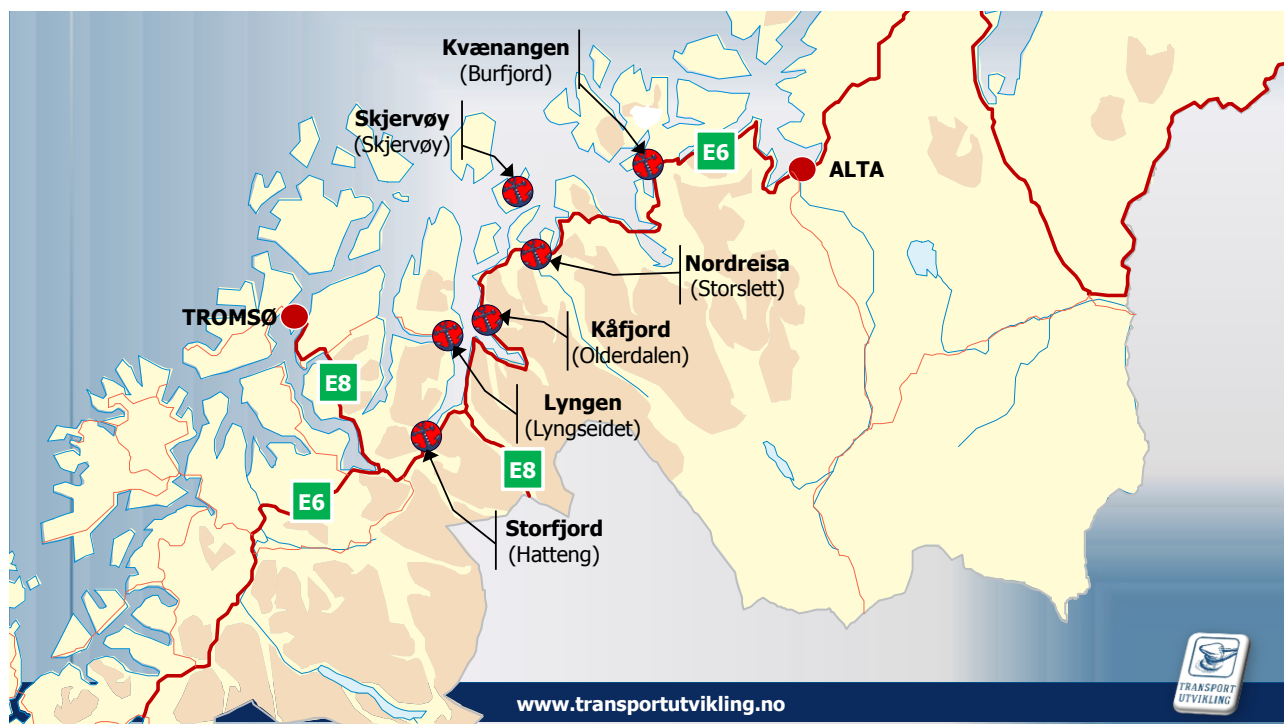 Kvænangen
(Burfjord)
Skjervøy
(Skjervøy)
E6
ALTA
Nordreisa
(Storslett)
TROMSØ
Kåfjord
(Olderdalen)
E8
Lyngen
(Lyngseidet)
E8
E6
Storfjord
(Hatteng)
TRANSPORT
UTVIKLING
www.transportutvikling.no